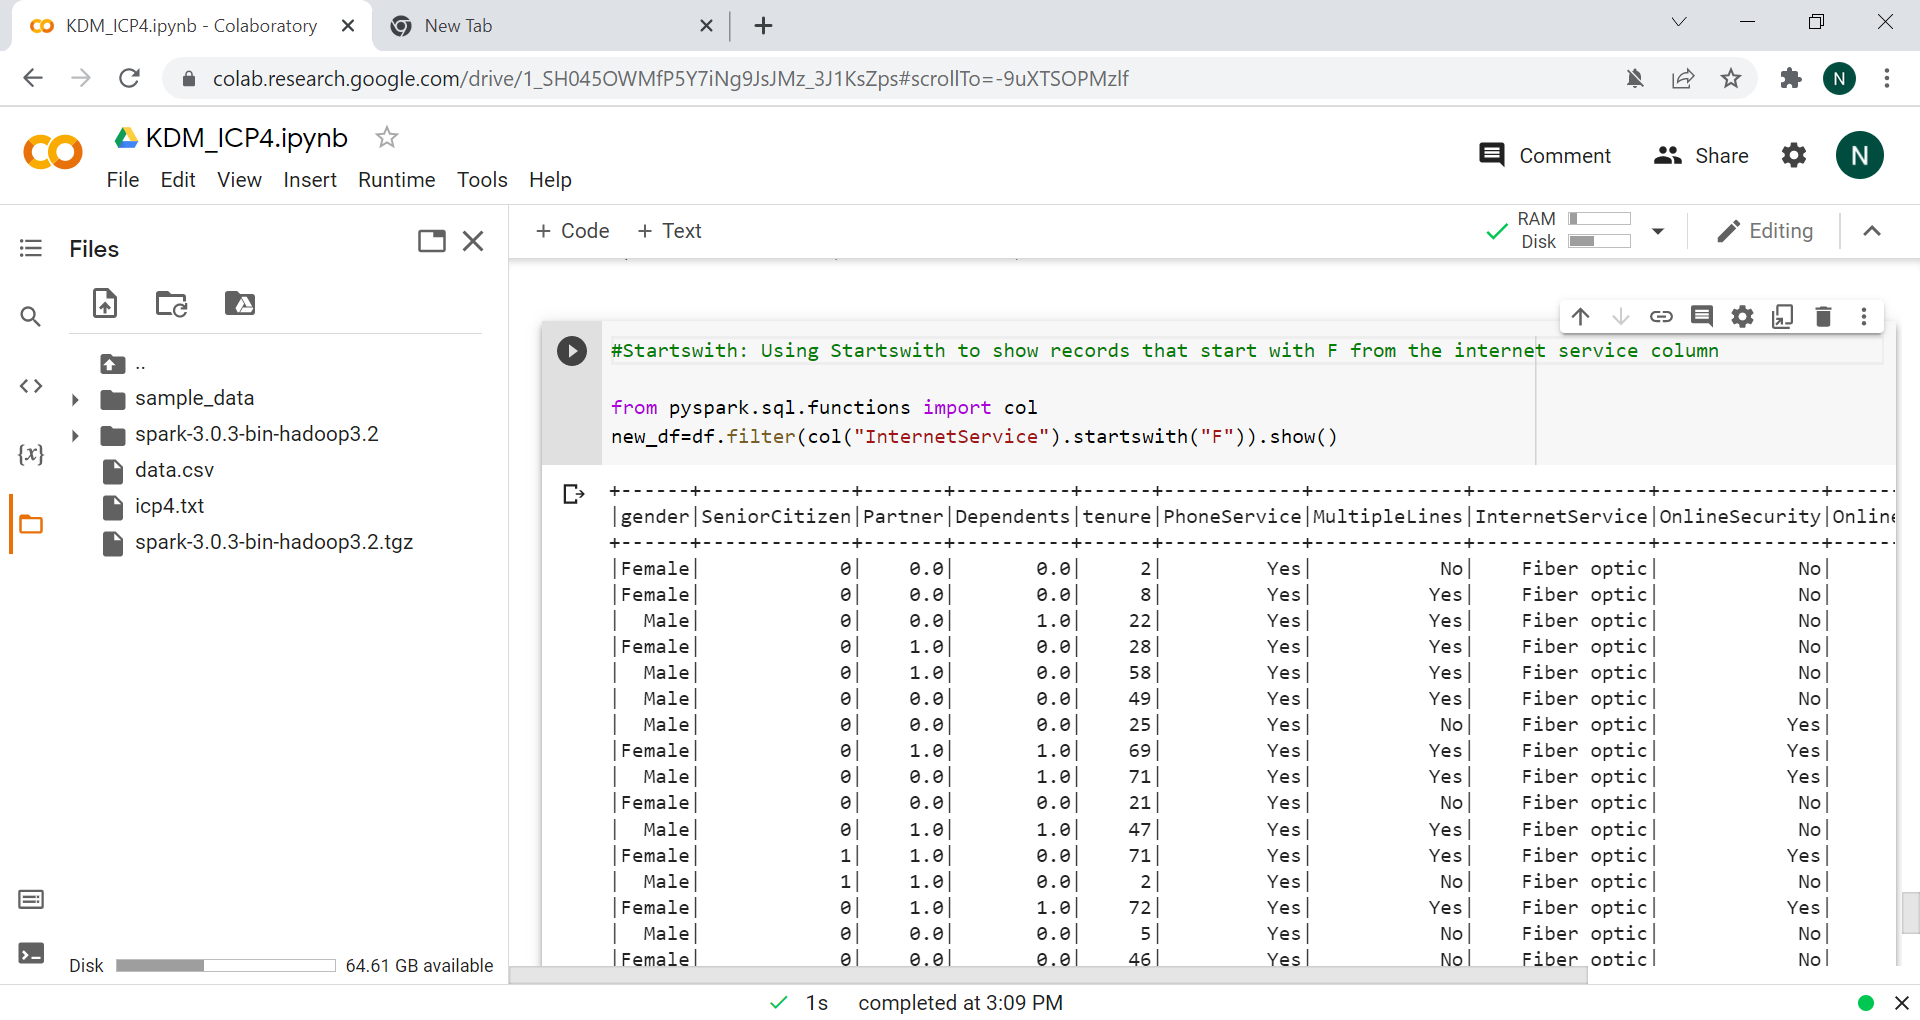 KDM_ICP4.ipynb - Colaboratory
New Tab
colab.research.google.com/drive/1_SH045OWMfP5Y7iNg9JsJMz_3J1KsZps#scrollTo=-9uXTSOPMzlf
N
KDM_ICP4.ipynb
Comment
Share
N
File Edit View Insert Runtime Tools Help
Files
+ Code + Text
RAM
Disk
Editing
..
sample_data
spark-3.0.3-bin-hadoop3.2
data.csv
icp4.txt
spark-3.0.3-bin-hadoop3.2.tgz
{x}
#Startswith: Using Startswith to show records that start with F from the internet service column
from pyspark.sql.functions import col
new_df=df.filter(col("InternetService").startswith("F")).show()
+------+-------------+-------+----------+------+------------+-------------+---------------+--------------+-----
|gender|SeniorCitizen|Partner|Dependents|tenure|PhoneService|MultipleLines|InternetService|OnlineSecurity|Online
+------+-------------+-------+----------+------+------------+-------------+---------------+--------------+-----
|Female|            0|    0.0|       0.0|     2|         Yes|           No|    Fiber optic|            No|
|Female|            0|    0.0|       0.0|     8|         Yes|          Yes|    Fiber optic|            No|
|  Male|            0|    0.0|       1.0|    22|         Yes|          Yes|    Fiber optic|            No|
|Female|            0|    1.0|       0.0|    28|         Yes|          Yes|    Fiber optic|            No|
|  Male|            0|    1.0|       0.0|    58|         Yes|          Yes|    Fiber optic|            No|
|  Male|            0|    0.0|       0.0|    49|         Yes|          Yes|    Fiber optic|            No|
|  Male|            0|    0.0|       0.0|    25|         Yes|           No|    Fiber optic|           Yes|
|Female|            0|    1.0|       1.0|    69|         Yes|          Yes|    Fiber optic|           Yes|
|  Male|            0|    0.0|       1.0|    71|         Yes|          Yes|    Fiber optic|           Yes|
|Female|            0|    0.0|       0.0|    21|         Yes|           No|    Fiber optic|            No|
|  Male|            0|    1.0|       1.0|    47|         Yes|          Yes|    Fiber optic|            No|
|Female|            1|    1.0|       0.0|    71|         Yes|          Yes|    Fiber optic|           Yes|
|  Male|            1|    1.0|       0.0|     2|         Yes|           No|    Fiber optic|            No|
|Female|            0|    1.0|       1.0|    72|         Yes|          Yes|    Fiber optic|           Yes|
|  Male|            0|    0.0|       0.0|     5|         Yes|           No|    Fiber optic|            No|
|Female|            0|    0.0|       0.0|    46|         Yes|           No|    Fiber optic|            No|
Disk
64.61 GB available
1s completed at 3:09 PM